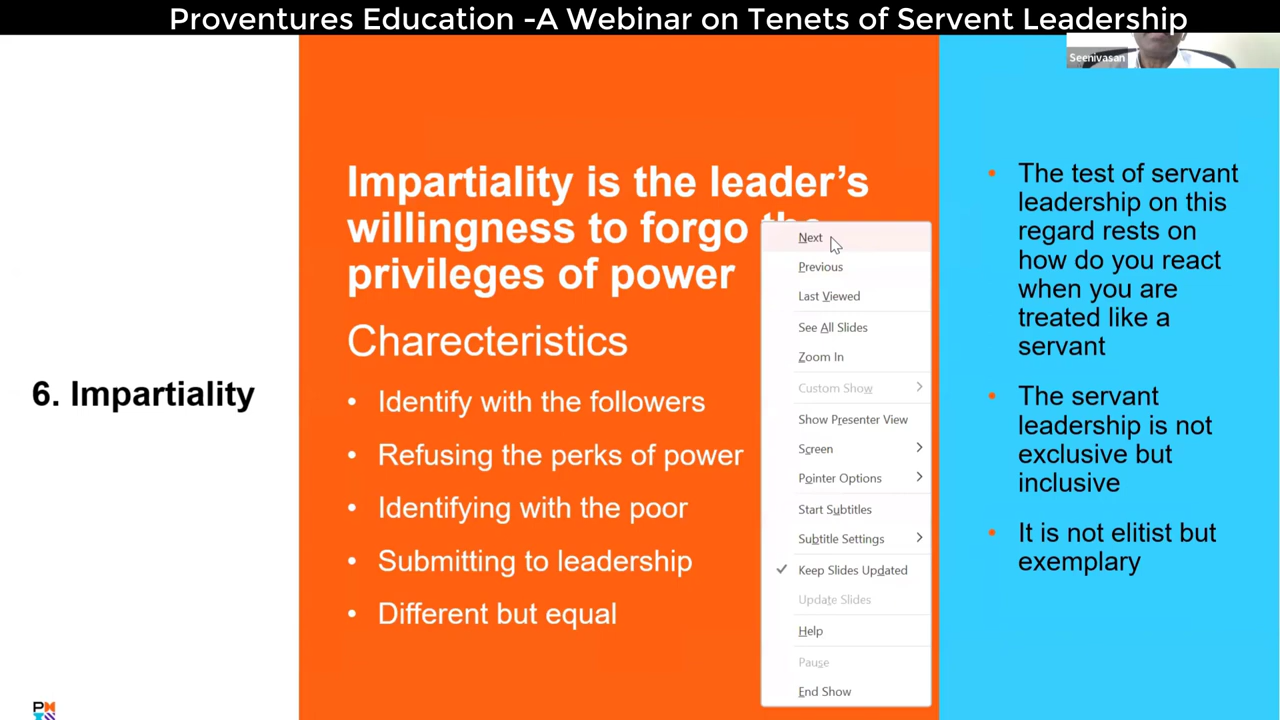 Proventures Education -A Webinar on Tenets of Servent Leadership
Seenivasan
6. Impartiality
Impartiality is the leader’s
willingness to forgo the
privileges of power
Charecteristics
• Identify with the followers
• Refusing the perks of power
• Identifying with the poor
• Submitting to leadership
• Different but equal
Next
Previous
Last Viewed
See All Slides
Zoom In
Custom Show
Show Presenter View
Screen
Pointer Options
Start Subtitles
Subtitle Settings
Keep Slides Updated
Update Slides
Help
Pause
End Show
• The test of servant
leadership on this
regard rests on
how do you react
when you are
treated like a
servant
• The servant
leadership is not
exclusive but
inclusive
• It is not elitist but
exemplary